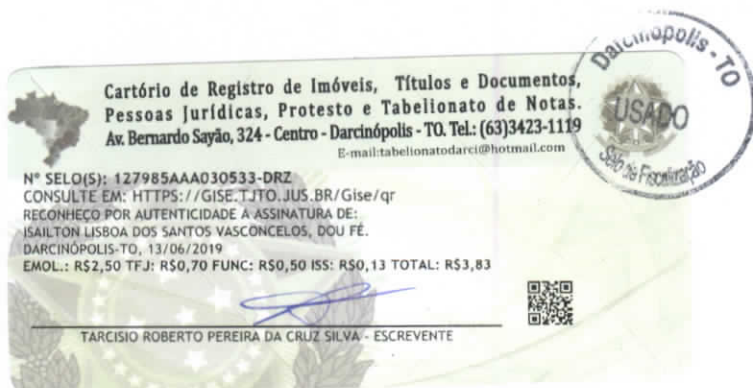 Cartório de Registro de Imóveis, Títulos e Documentos,
Pessoas Jurídicas, Protesto e Tabelionato de Notas.
Av. Bernardo Sayão, 324 - Centro - Darcinópolis - TO. Tel.: (63)3423-1119
E-mail:tabelionatodarci@hotmail.com
Darcinópolis - TO
USADO
Selo de Fiscalização
Nº SELO(S): 127985AAA030533-DRZ
CONSULTE EM: HTTPS://GISE.TJTO.JUS.BR/Gise/qr
RECONHEÇO POR AUTENTICIDADE A ASSINATURA DE:
ISAILTON LISBOA DOS SANTOS VASCONCELOS, DOU FÉ.
DARCINÓPOLIS-TO, 13/06/2019
EMOL.: R$2,50 TFJ: R$0,70 FUNC: R$0,50 ISS: R$0,13 TOTAL: R$3,83
TARCISIO ROBERTO PEREIRA DA CRUZ SILVA - ESCREVENTE